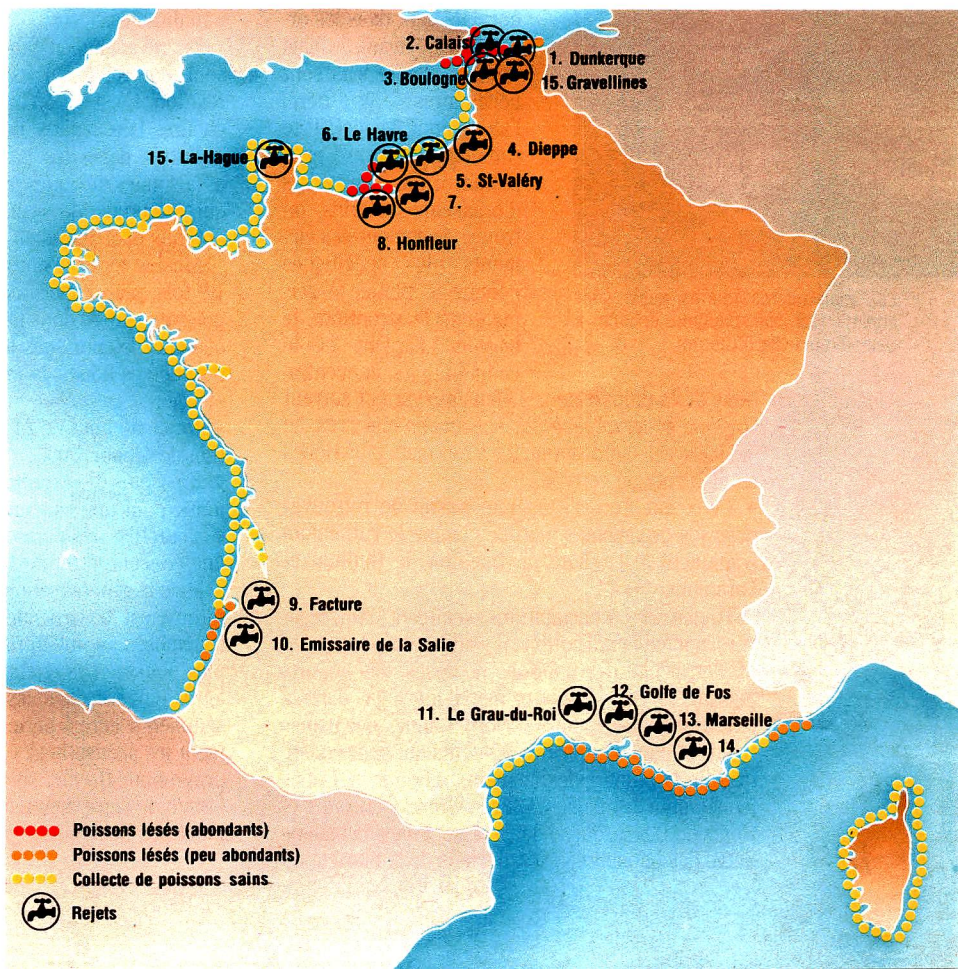 2. Calais
1. Dunkerque
3. Boulogne
15. Gravellines
6. Le Havre
4. Dieppe
15. La-Hague
5. St-Valéry
7.
8. Honfleur
9. Facture
10. Emissaire de la Salie
12. Golfe de Fos
11. Le Grau-du-Roi
13. Marseille
14.
Poissons lésés (abondants)
Poissons lésés (peu abondants)
Collecte de poissons sains
Rejets